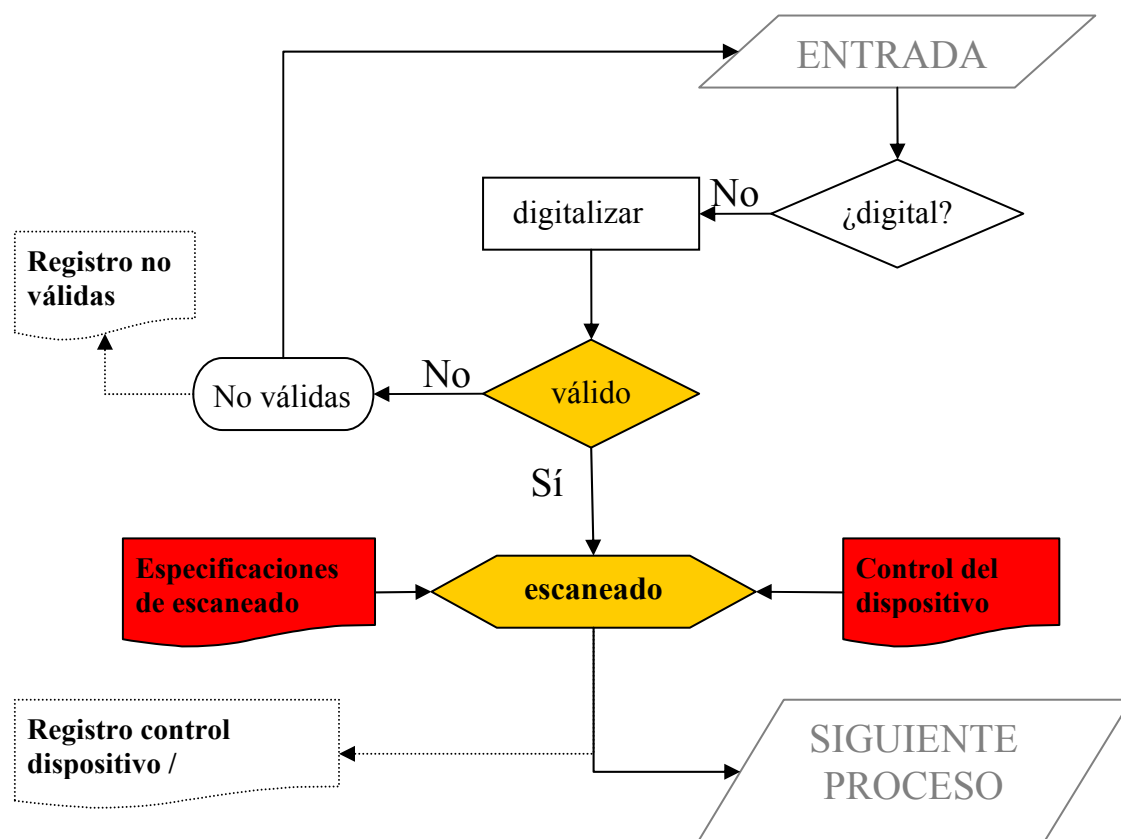 ENTRADA
¿digital?
No
digitalizar
Registro no
válidas
válido
No
No válidas
Sí
Especificaciones
de escaneado
escaneado
Control del
dispositivo
Registro control
dispositivo /
SIGUIENTE
PROCESO